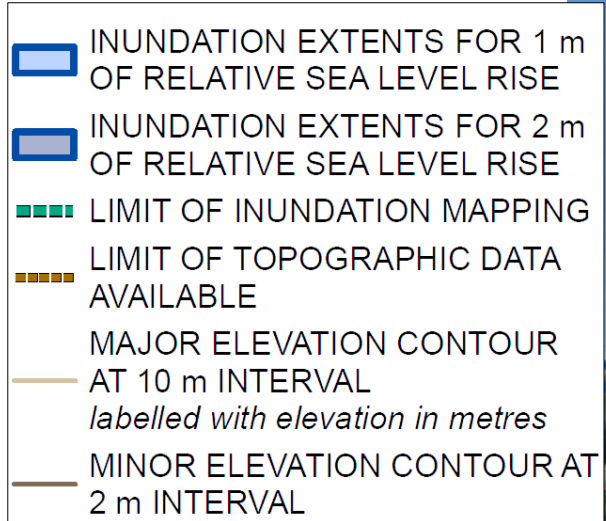 INUNDATION EXTENTS FOR 1 m
OF RELATIVE SEA LEVEL RISE
INUNDATION EXTENTS FOR 2 m
OF RELATIVE SEA LEVEL RISE
LIMIT OF INUNDATION MAPPING
LIMIT OF TOPOGRAPHIC DATA
AVAILABLE
MAJOR ELEVATION CONTOUR
AT 10 m INTERVAL
labelled with elevation in metres
MINOR ELEVATION CONTOUR AT
2 m INTERVAL